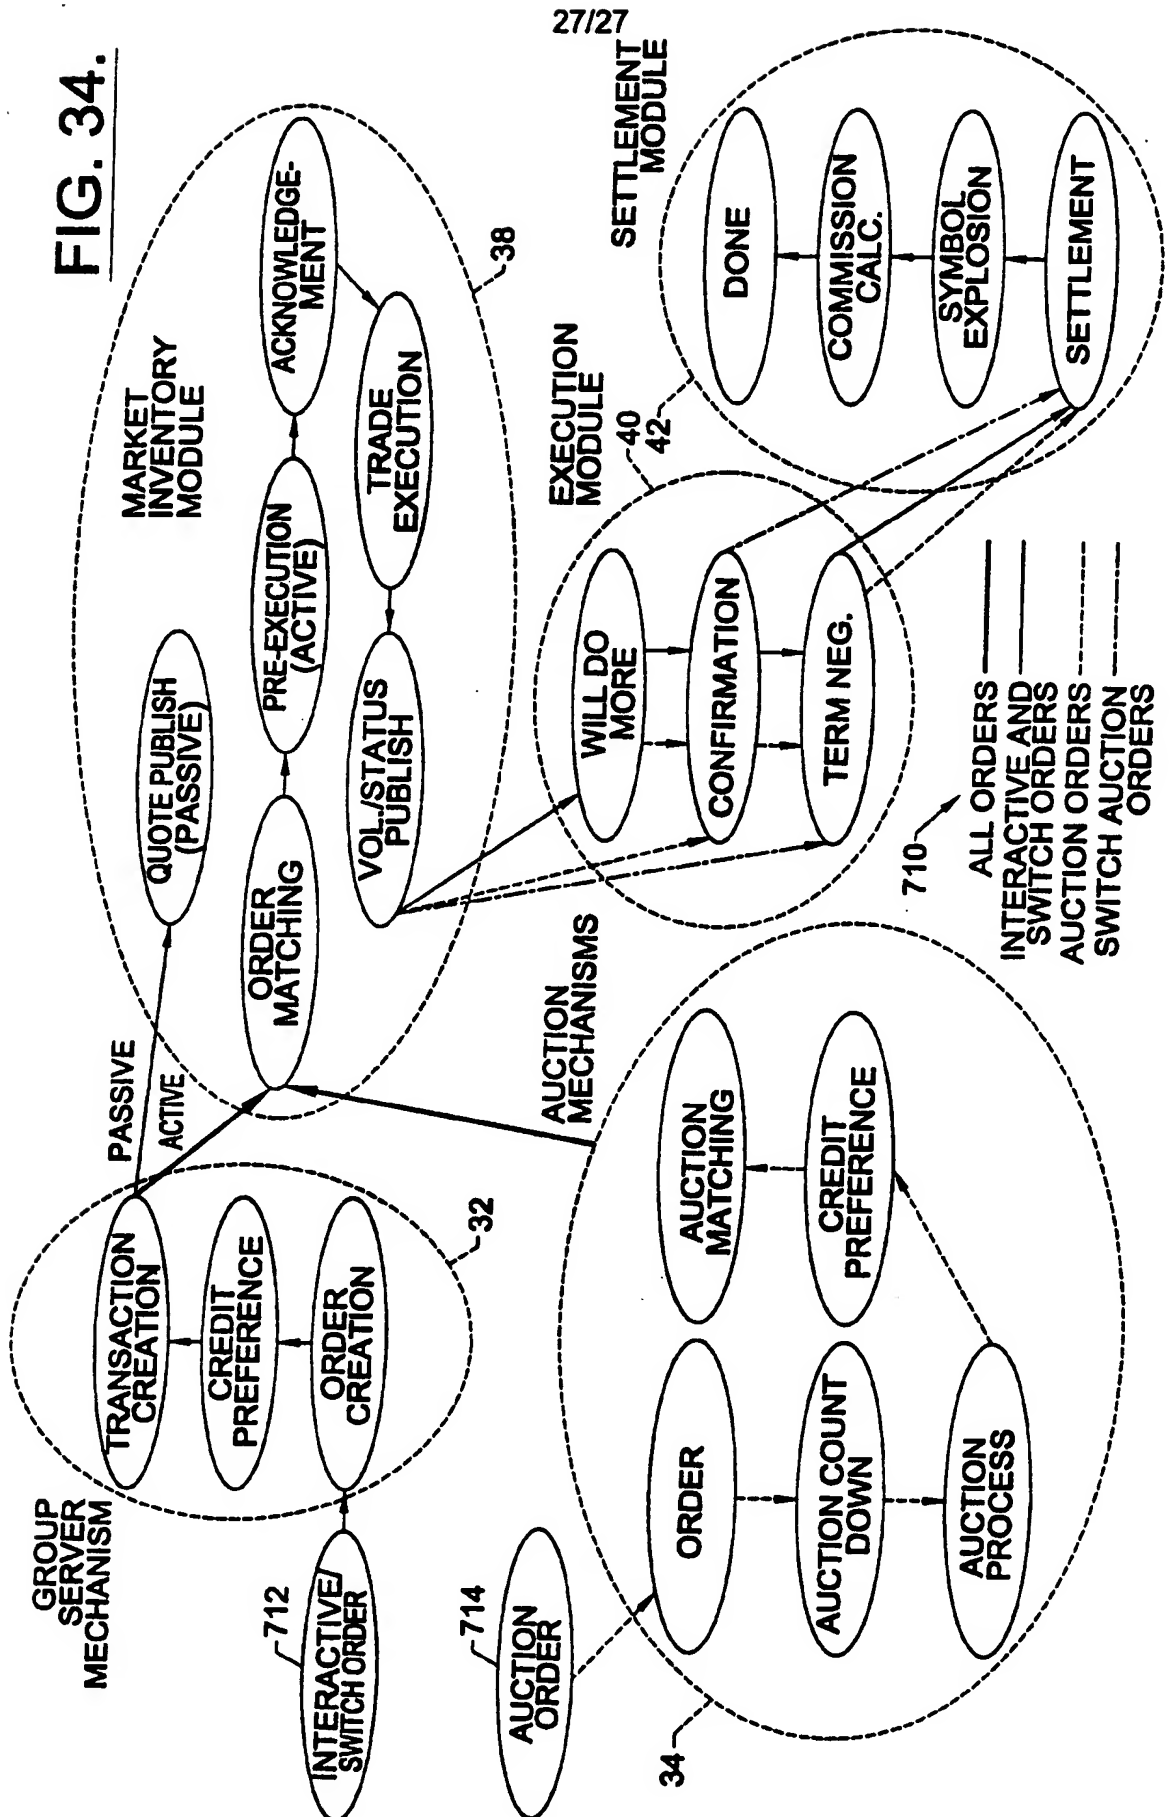 27/27
FIG. 34.
GROUP
SERVER
MECHANISM
TRANSACTION
CREATION
CREDIT
PREFERENCE
ORDER
CREATION
32
712
INTERACTIVE/
SWITCH ORDER
714
AUCTION
ORDER
PASSIVE
ACTIVE
MARKET
INVENTORY
MODULE
QUOTE PUBLISH
(PASSIVE)
ORDER
MATCHING
PRE-EXECUTION
(ACTIVE)
ACKNOWLEDGE-
MENT
TRADE
EXECUTION
VOL./STATUS
PUBLISH
38
AUCTION
MECHANISMS
ORDER
AUCTION COUNT
DOWN
AUCTION
PROCESS
CREDIT
PREFERENCE
AUCTION
MATCHING
34
EXECUTION
MODULE
40
WILL DO
MORE
CONFIRMATION
TERM NEG.
SETTLEMENT
MODULE
42
DONE
COMMISSION
CALC.
SYMBOL
EXPLOSION
SETTLEMENT
710
ALL ORDERS
INTERACTIVE AND
SWITCH ORDERS
AUCTION ORDERS
SWITCH AUCTION
ORDERS